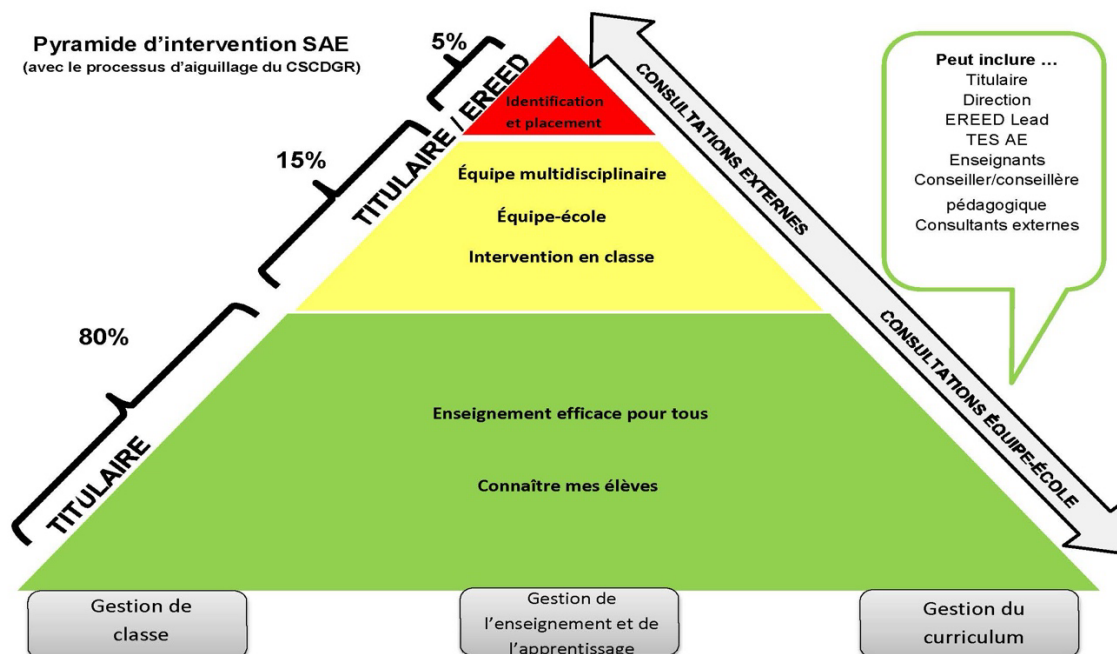 Pyramide d'intervention SAE
(avec le processus d'aiguillage du CSCDGR)
5%
15%
80%
TITULAIRE / EREED
TITULAIRE
Identification
et placement
Équipe multidisciplinaire
Équipe-école
Intervention en classe
Enseignement efficace pour tous
Connaître mes élèves
CONSULTATIONS EXTERNES
CONSULTATIONS ÉQUIPE-ÉCOLE
Peut inclure ...
Titulaire
Direction
EREED Lead
TES AE
Enseignants
Conseiller/conseillère
pédagogique
Consultants externes
Gestion de
classe
Gestion de
l'enseignement et de
l'apprentissage
Gestion du
curriculum